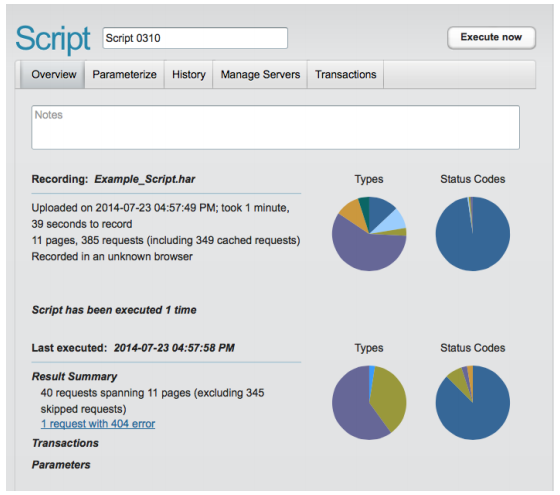 Script Script 0310 Execute now
Overview Parameterize History Manage Servers Transactions
Notes
Recording: Example_Script.har Types Status Codes
Uploaded on 2014-07-23 04:57:49 PM; took 1 minute,
39 seconds to record
11 pages, 385 requests (including 349 cached requests)
Recorded in an unknown browser
Script has been executed 1 time
Last executed: 2014-07-23 04:57:58 PM Types Status Codes
Result Summary
40 requests spanning 11 pages (excluding 345
skipped requests)
1 request with 404 error
Transactions
Parameters